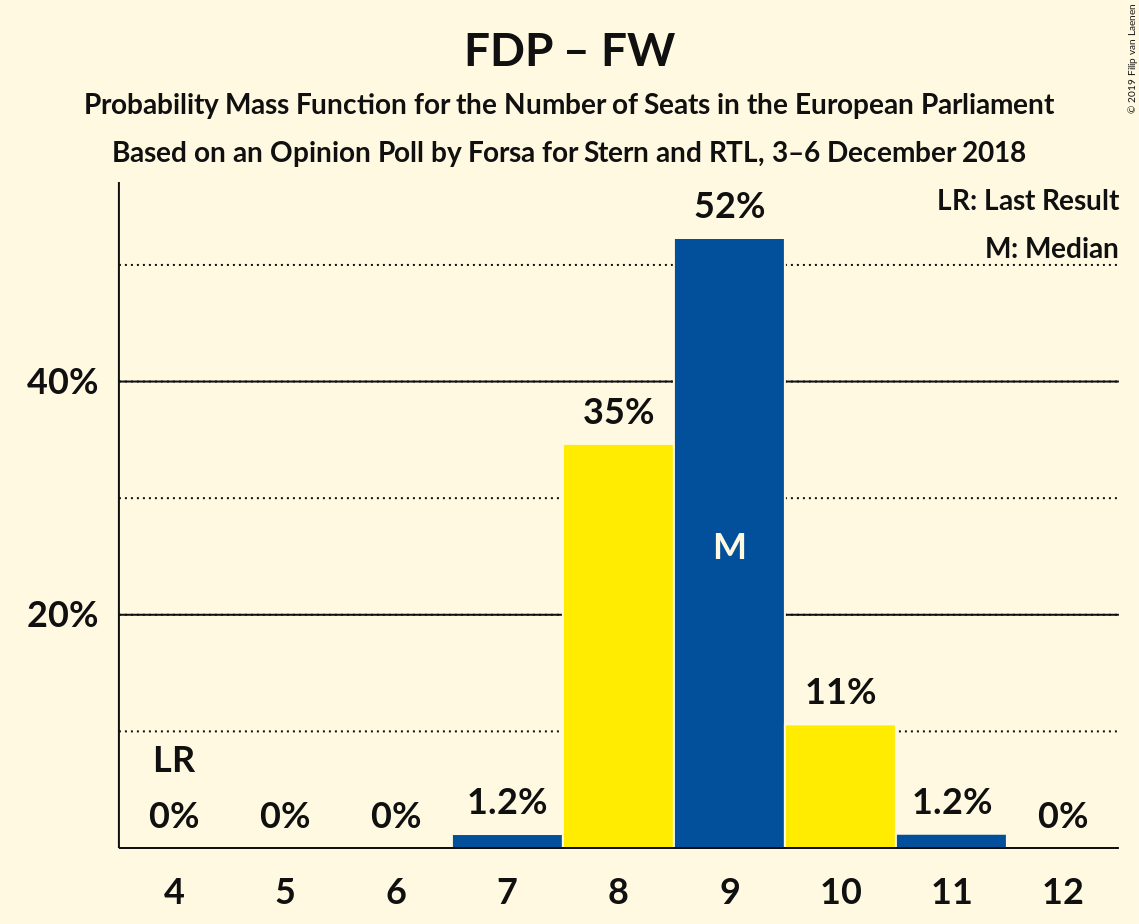 FDP – FW
Probability Mass Function for the Number of Seats in the European Parliament
Based on an Opinion Poll by Forsa for Stern and RTL, 3–6 December 2018
© 2019 Filip van Laenen
LR: Last Result
M: Median
52%
40%
35%
M
20%
11%
LR
0% 0% 0% 1.2% 1.2% 0%
4 5 6 7 8 9 10 11 12